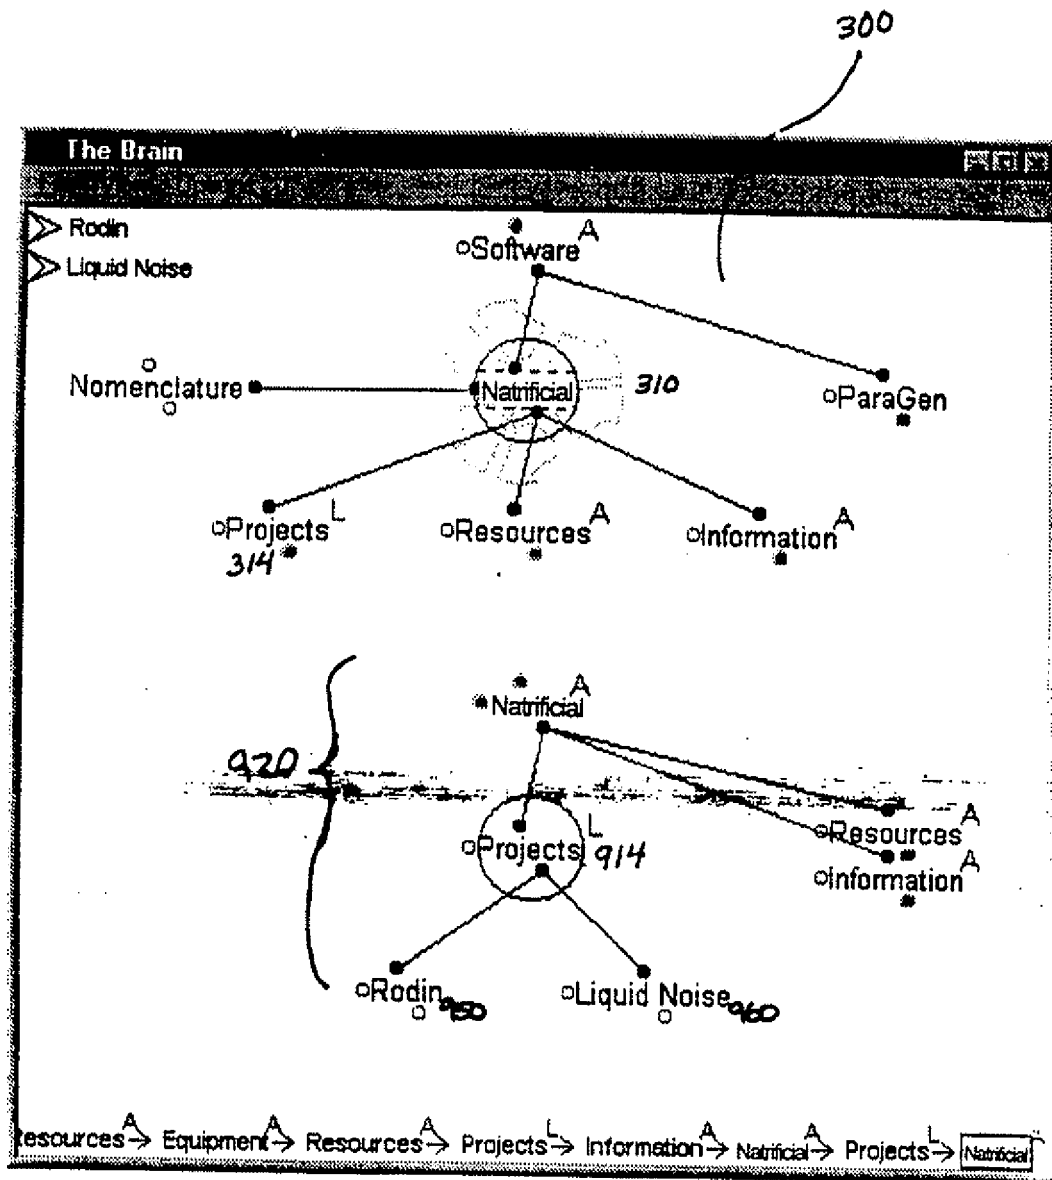 300
The Brain
Rodin
Software A
Liquid Noise
Nomenclature
Natrificial
310
ParaGen
Projects L
Resources A
Information A
314
Natrificial A
920
Resources A
Projects L
914
Information A
Rodin 950
Liquid Noise 960
esources A → Equipment A → Resources A → Projects L → Information A → Natrificial A → Projects L → Natrificial